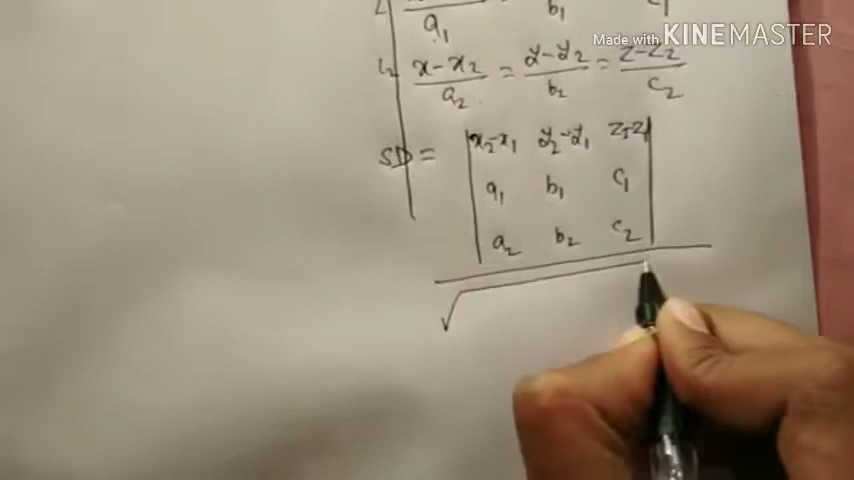 a₁ b₁ c₁
Made with KINEMASTER
L₂ x-x₂/a₂ = y-y₂/b₂ = z-z₂/c₂
SD = | x₂-x₁ y₂-y₁ z₂-z₁ |
a₁ b₁ c₁
a₂ b₂ c₂
√